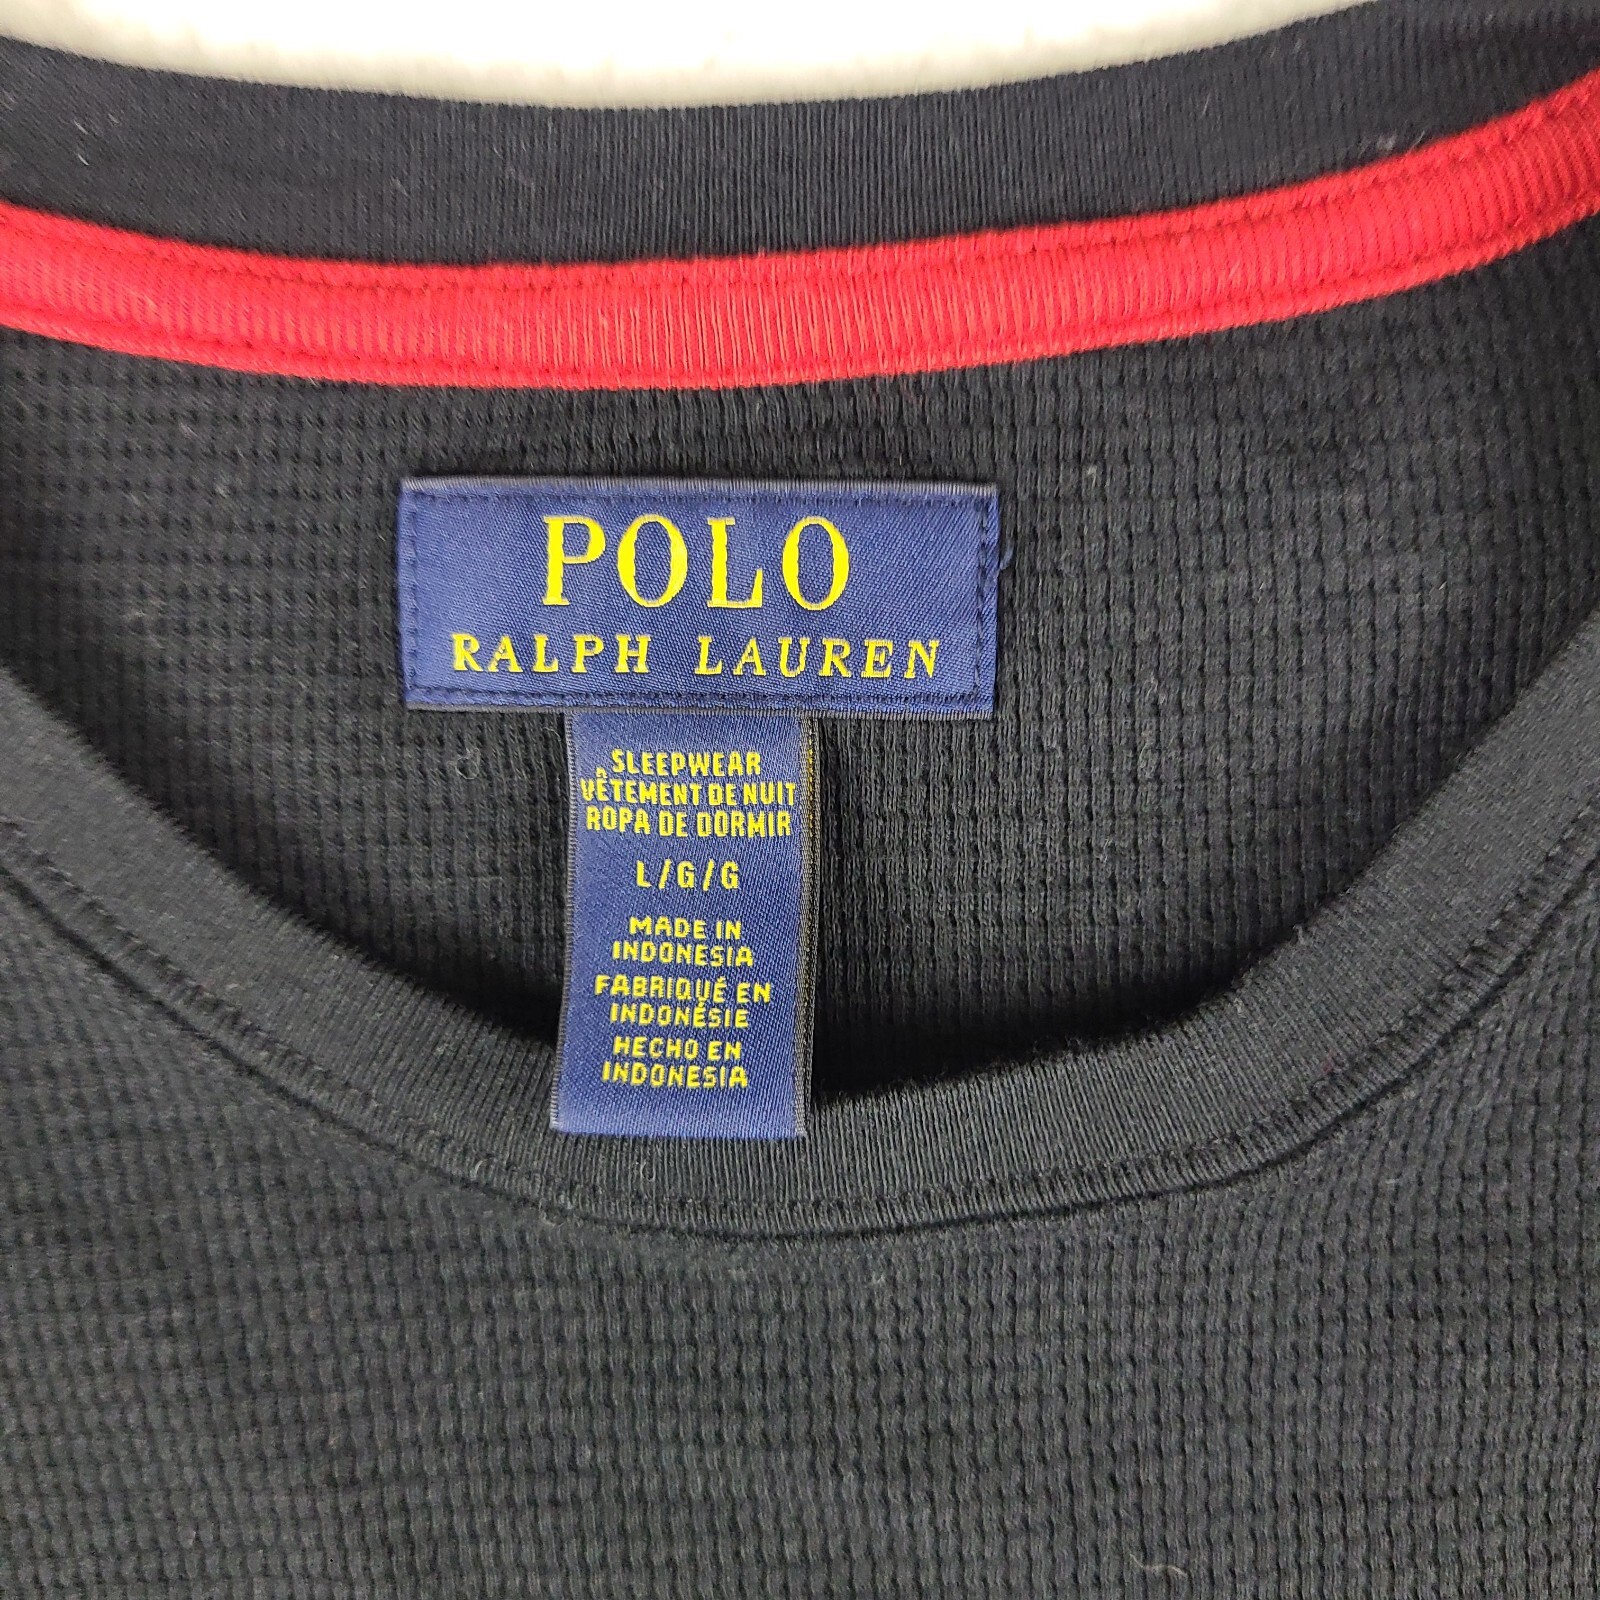 POLO
RALPH LAUREN
SLEEPWEAR
VÊTEMENT DE NUIT
ROPA DE DORMIR
L/G/G
MADE IN
INDONESIA
FABRIQUÉ EN
INDONÉSIE
HECHO EN
INDONESIA